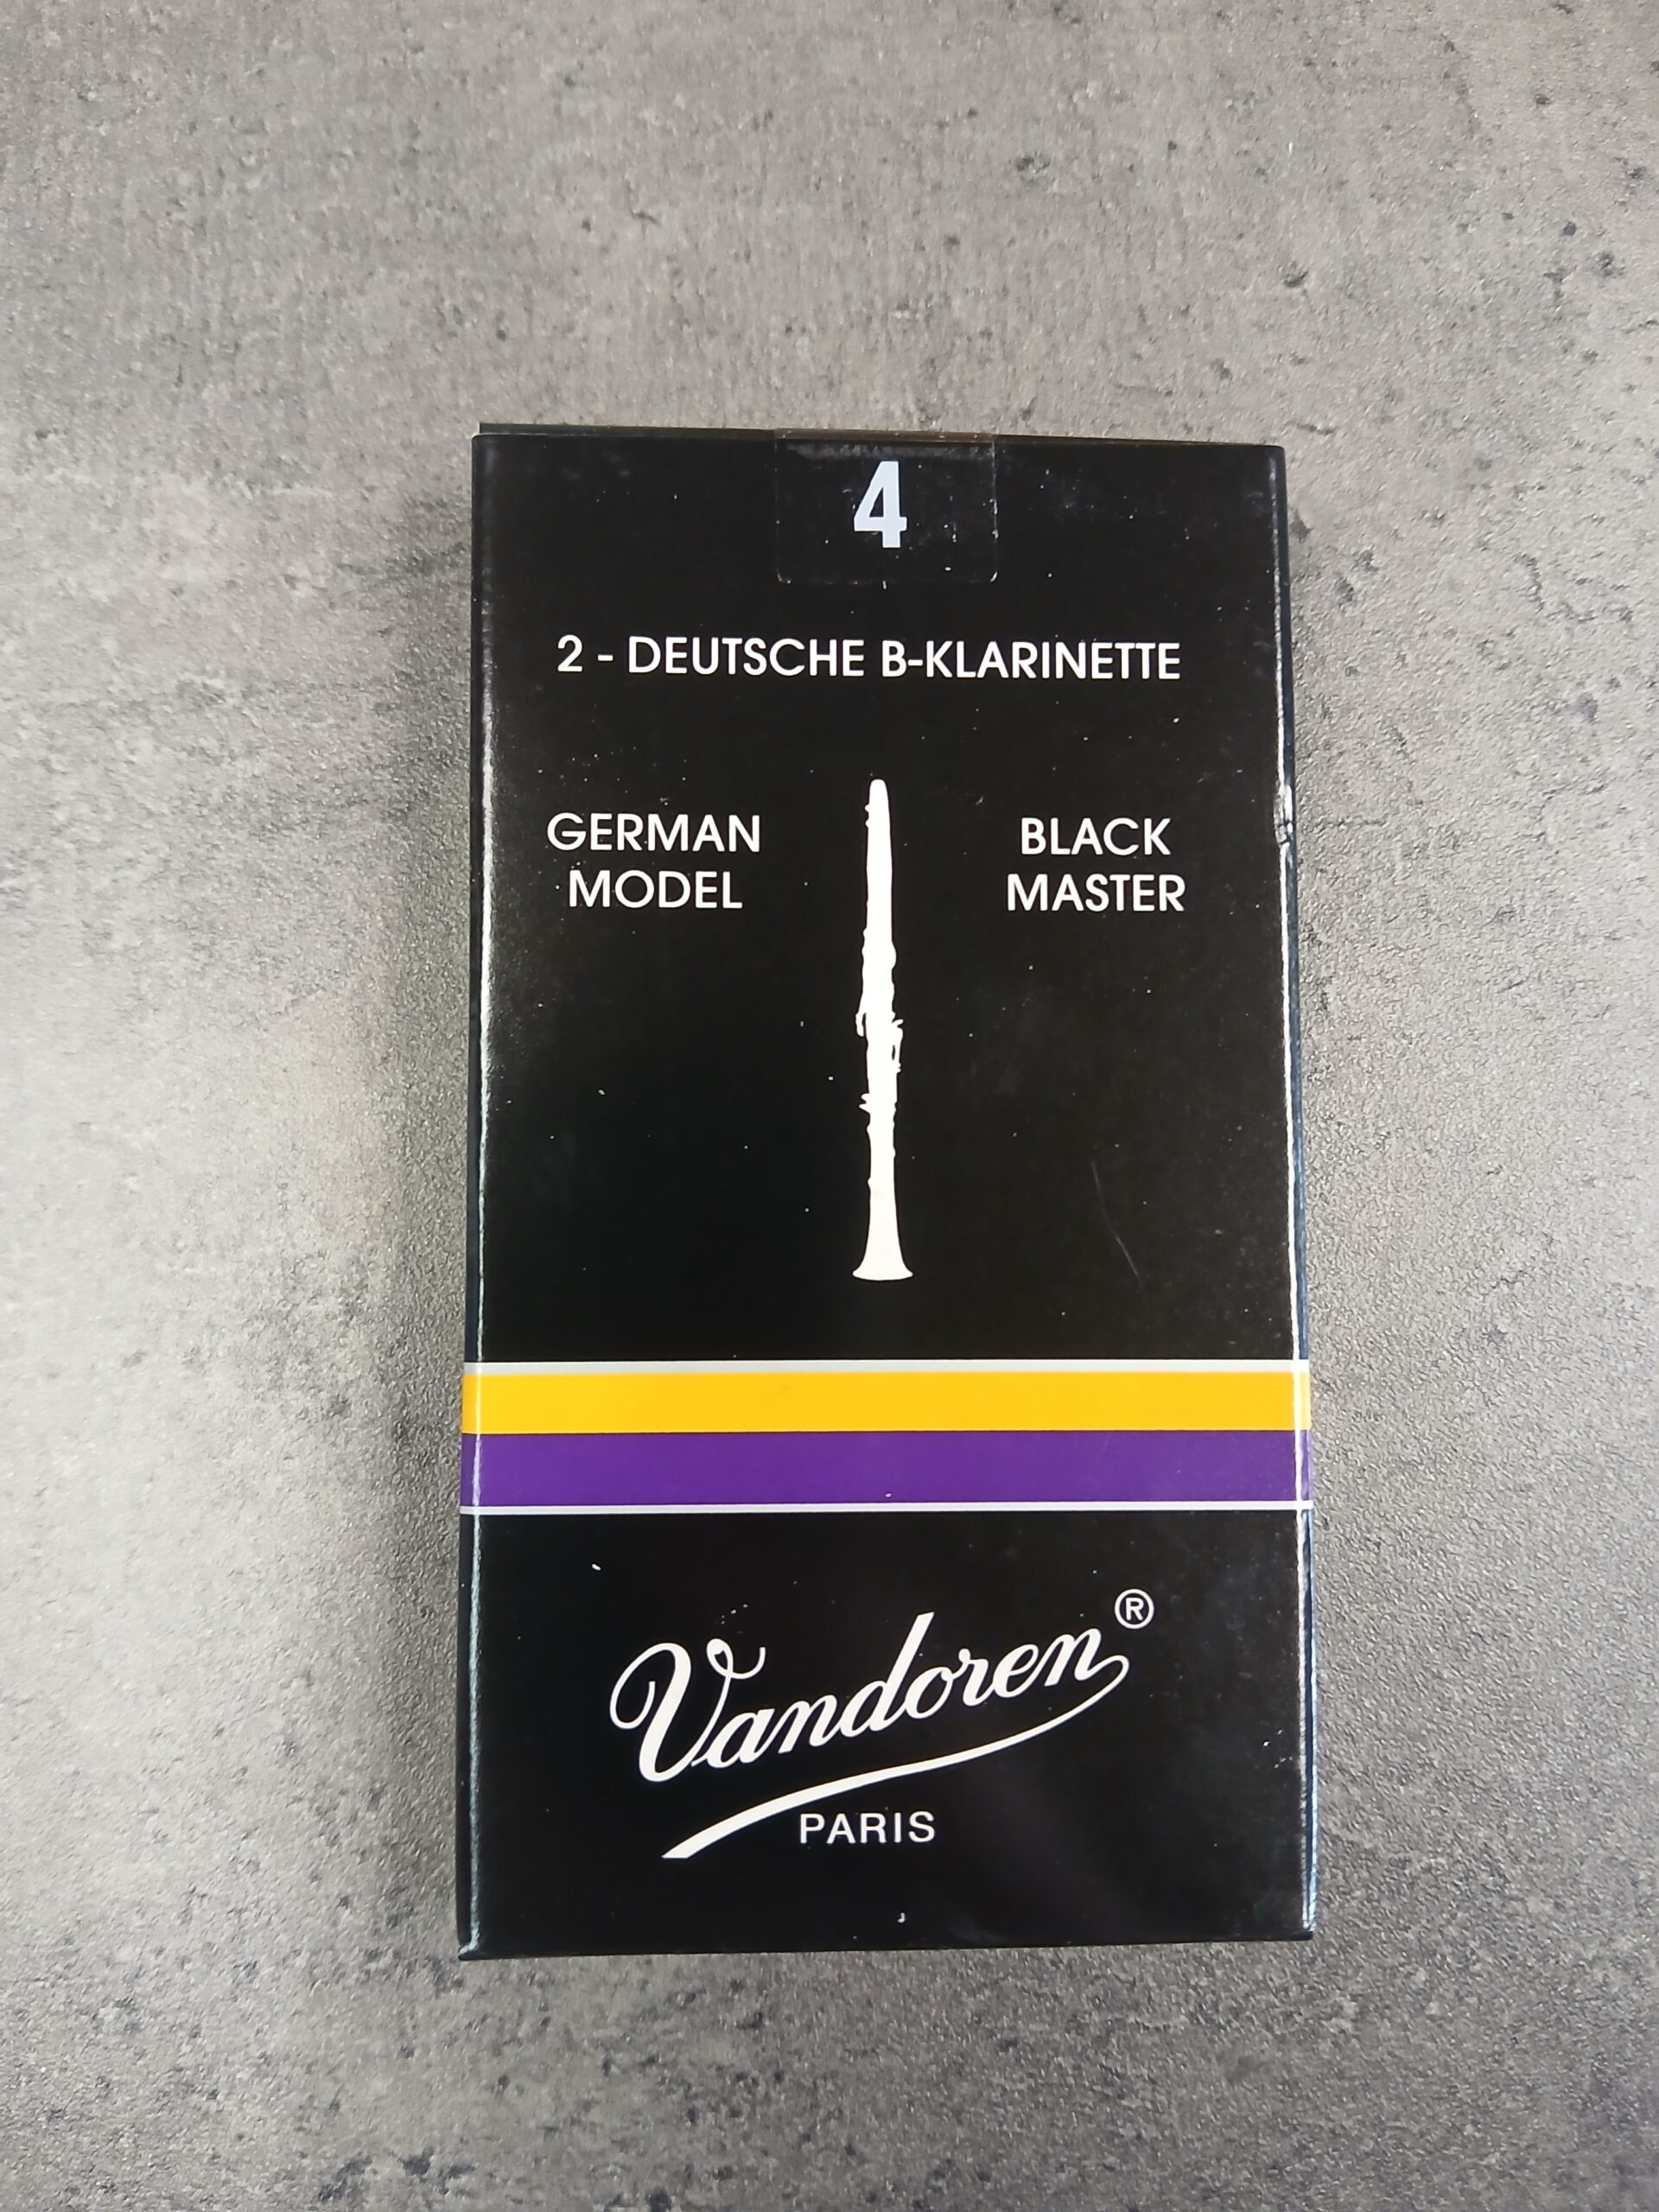 4
2 - DEUTSCHE B-KLARINETTE
GERMAN
MODEL
BLACK
MASTER
Vandoren®
PARIS